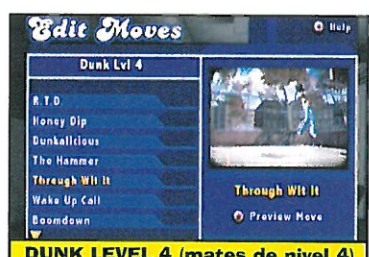 Edit Moves
Help
Dunk Lvl 4
R.T.D
Honey Dip
Dunkalicious
The Hammer
Through Wit It
Wake Up Call
Boomdown
Through Wit It
Preview Move
DUNK LEVEL 4 (mates de nivel 4)